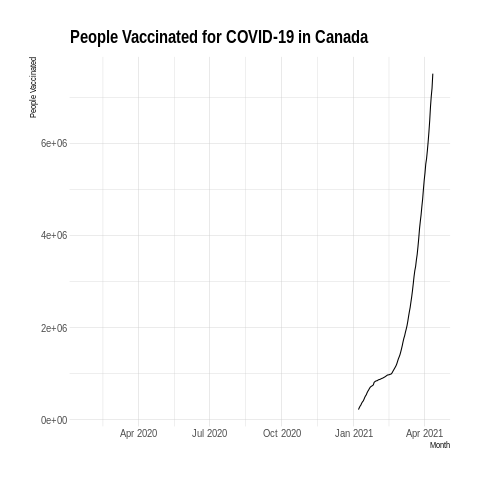 People Vaccinated for COVID-19 in Canada
People Vaccinated
6e+06
4e+06
2e+06
0e+00
Apr 2020 Jul 2020 Oct 2020 Jan 2021 Apr 2021
Month